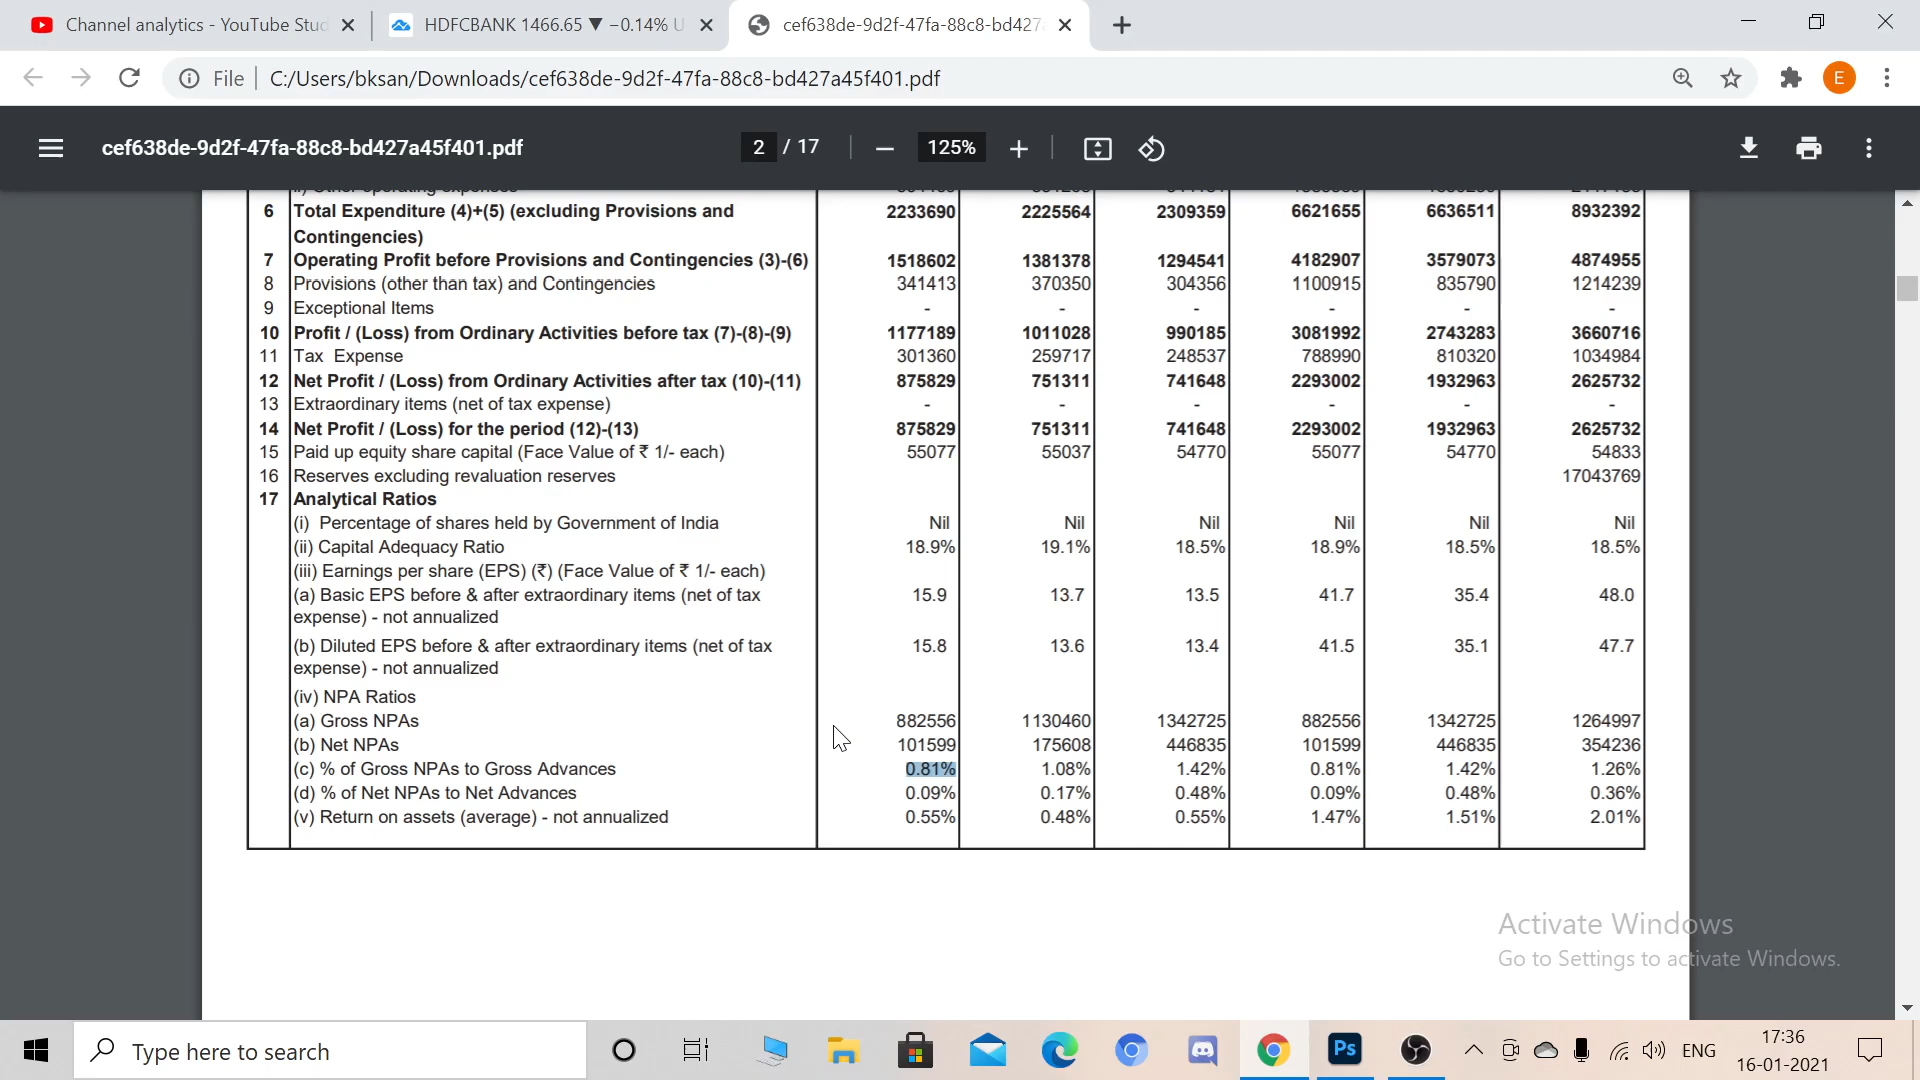 Channel analytics - YouTube Stud
HDFCBANK 1466.65 ▼ −0.14% U
cef638de-9d2f-47fa-88c8-bd427a
File C:/Users/bksan/Downloads/cef638de-9d2f-47fa-88c8-bd427a45f401.pdf
E
cef638de-9d2f-47fa-88c8-bd427a45f401.pdf 2 / 17 125%
6 Total Expenditure (4)+(5) (excluding Provisions and 2233690 2225564 2309359 6621655 6636511 8932392
Contingencies)
7 Operating Profit before Provisions and Contingencies (3)-(6) 1518602 1381378 1294541 4182907 3579073 4874955
8 Provisions (other than tax) and Contingencies 341413 370350 304356 1100915 835790 1214239
9 Exceptional Items - - - - - -
10 Profit / (Loss) from Ordinary Activities before tax (7)-(8)-(9) 1177189 1011028 990185 3081992 2743283 3660716
11 Tax Expense 301360 259717 248537 788990 810320 1034984
12 Net Profit / (Loss) from Ordinary Activities after tax (10)-(11) 875829 751311 741648 2293002 1932963 2625732
13 Extraordinary items (net of tax expense) - - - - - -
14 Net Profit / (Loss) for the period (12)-(13) 875829 751311 741648 2293002 1932963 2625732
15 Paid up equity share capital (Face Value of ₹ 1/- each) 55077 55037 54770 55077 54770 54833
16 Reserves excluding revaluation reserves 17043769
17 Analytical Ratios
(i) Percentage of shares held by Government of India Nil Nil Nil Nil Nil Nil
(ii) Capital Adequacy Ratio 18.9% 19.1% 18.5% 18.9% 18.5% 18.5%
(iii) Earnings per share (EPS) (₹) (Face Value of ₹ 1/- each)
(a) Basic EPS before & after extraordinary items (net of tax 15.9 13.7 13.5 41.7 35.4 48.0
expense) - not annualized
(b) Diluted EPS before & after extraordinary items (net of tax 15.8 13.6 13.4 41.5 35.1 47.7
expense) - not annualized
(iv) NPA Ratios
(a) Gross NPAs 882556 1130460 1342725 882556 1342725 1264997
(b) Net NPAs 101599 175608 446835 101599 446835 354236
(c) % of Gross NPAs to Gross Advances 0.81% 1.08% 1.42% 0.81% 1.42% 1.26%
(d) % of Net NPAs to Net Advances 0.09% 0.17% 0.48% 0.09% 0.48% 0.36%
(v) Return on assets (average) - not annualized 0.55% 0.48% 0.55% 1.47% 1.51% 2.01%
Activate Windows
Go to Settings to activate Windows.
Type here to search
Ps
ENG
17:36
16-01-2021